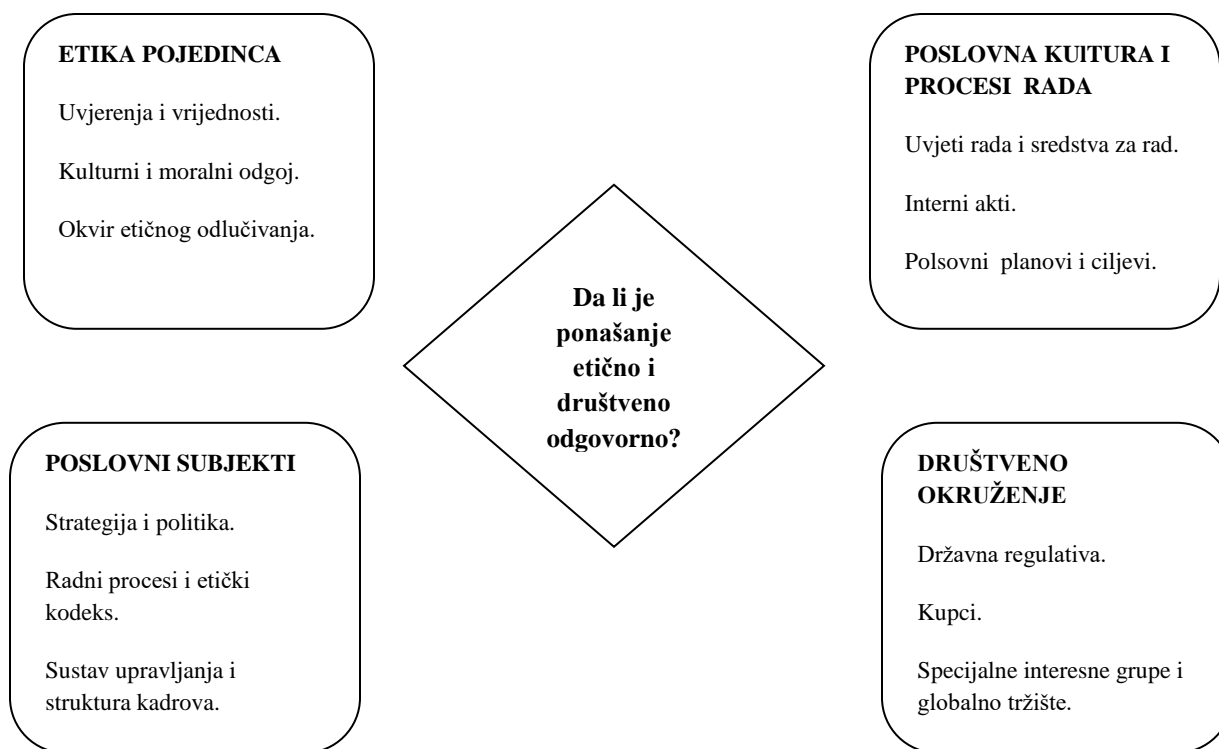 ETIKA POJEDINCA
Uvjerenja i vrijednosti.
Kulturni i moralni odgoj.
Okvir etičnog odlučivanja.
POSLOVNA KUlTURA I
PROCESI RADA
Uvjeti rada i sredstva za rad.
Interni akti.
Polsovni planovi i ciljevi.
Da li je
ponašanje
etično i
društveno
odgovorno?
POSLOVNI SUBJEKTI
Strategija i politika.
Radni procesi i etički
kodeks.
Sustav upravljanja i
struktura kadrova.
DRUŠTVENO
OKRUŽENJE
Državna regulativa.
Kupci.
Specijalne interesne grupe i
globalno tržište.